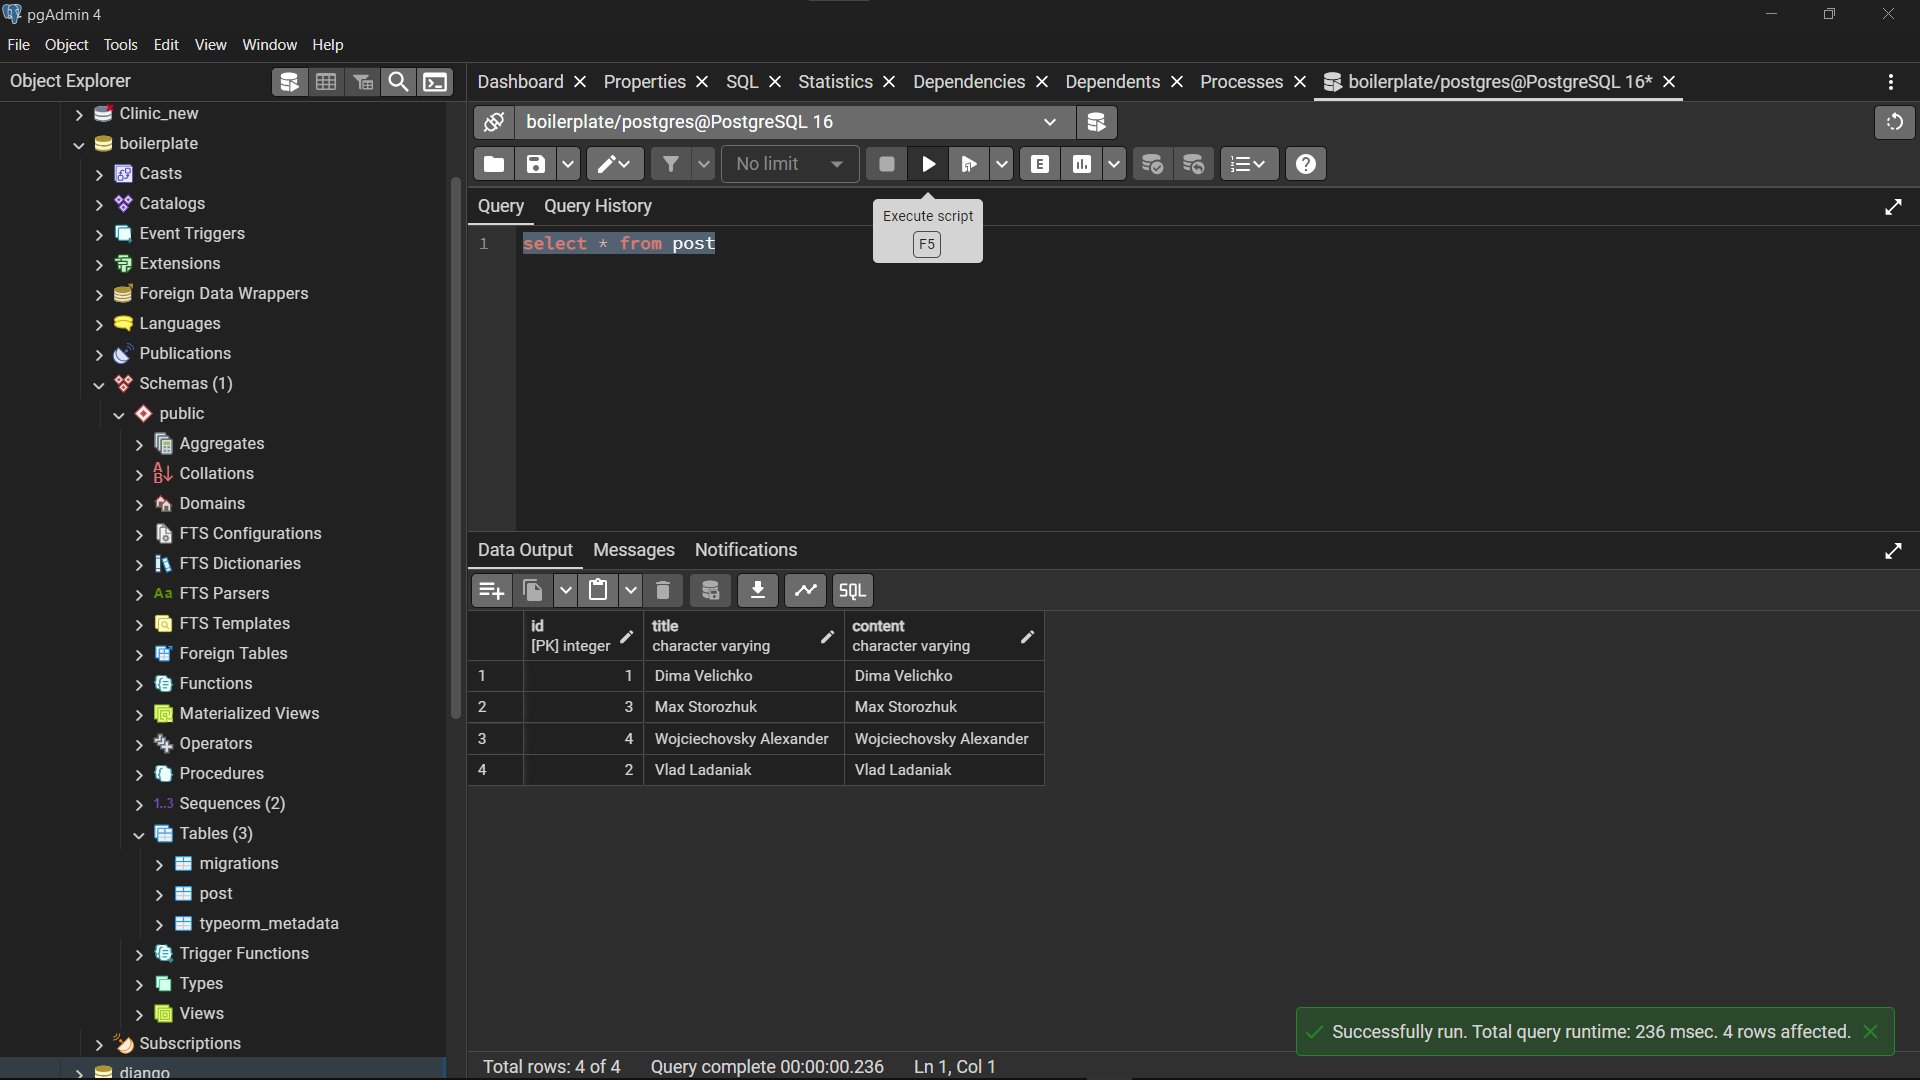 pgAdmin 4
File Object Tools Edit View Window Help
Object Explorer
Dashboard Properties SQL Statistics Dependencies Dependents Processes boilerplate/postgres@PostgreSQL 16*
Clinic_new
boilerplate
Casts
Catalogs
Event Triggers
Extensions
Foreign Data Wrappers
Languages
Publications
Schemas (1)
public
Aggregates
Collations
Domains
FTS Configurations
FTS Dictionaries
Aa FTS Parsers
FTS Templates
Foreign Tables
Functions
Materialized Views
Operators
Procedures
1..3 Sequences (2)
Tables (3)
migrations
post
typeorm_metadata
Trigger Functions
Types
Views
Subscriptions
django
boilerplate/postgres@PostgreSQL 16
No limit
E
Query Query History
Execute script
F5
1 select * from post
Data Output Messages Notifications
SQL
id title content
[PK] integer character varying character varying
1 1 Dima Velichko Dima Velichko
2 3 Max Storozhuk Max Storozhuk
3 4 Wojciechovsky Alexander Wojciechovsky Alexander
4 2 Vlad Ladaniak Vlad Ladaniak
Successfully run. Total query runtime: 236 msec. 4 rows affected.
Total rows: 4 of 4 Query complete 00:00:00.236 Ln 1, Col 1